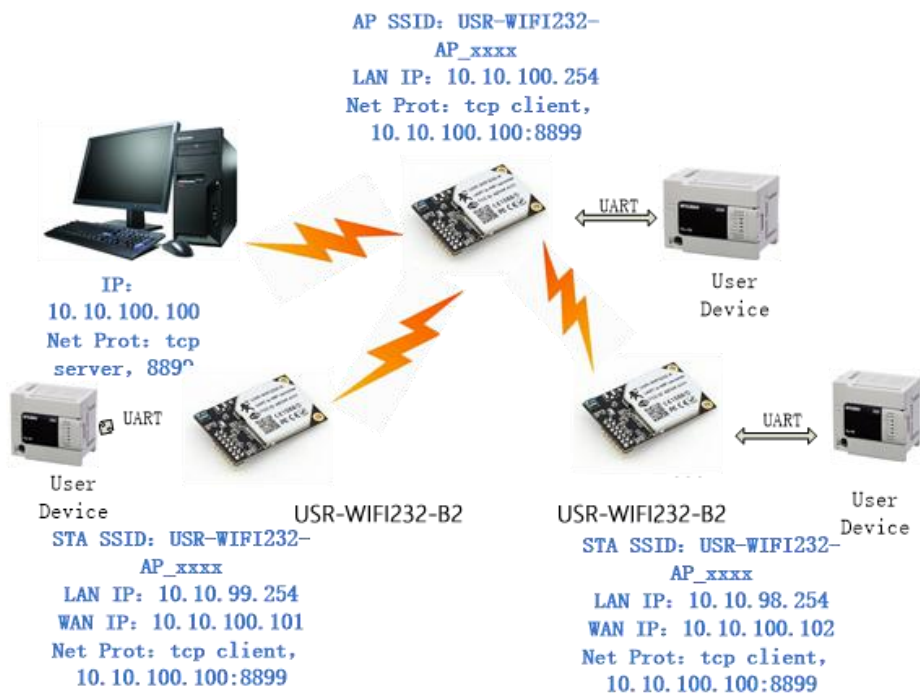 AP SSID: USR-WIFI232-
AP_xxxx
LAN IP: 10.10.100.254
Net Prot: tcp client,
10.10.100.100:8899
UART
User
Device
IP:
10.10.100.100
Net Prot: tcp
server, 8899
UART
User
Device
USR-WIFI232-B2
STA SSID: USR-WIFI232-
AP_xxxx
LAN IP: 10.10.99.254
WAN IP: 10.10.100.101
Net Prot: tcp client,
10.10.100.100:8899
UART
User
Device
USR-WIFI232-B2
STA SSID: USR-WIFI232-
AP_xxxx
LAN IP: 10.10.98.254
WAN IP: 10.10.100.102
Net Prot: tcp client,
10.10.100.100:8899